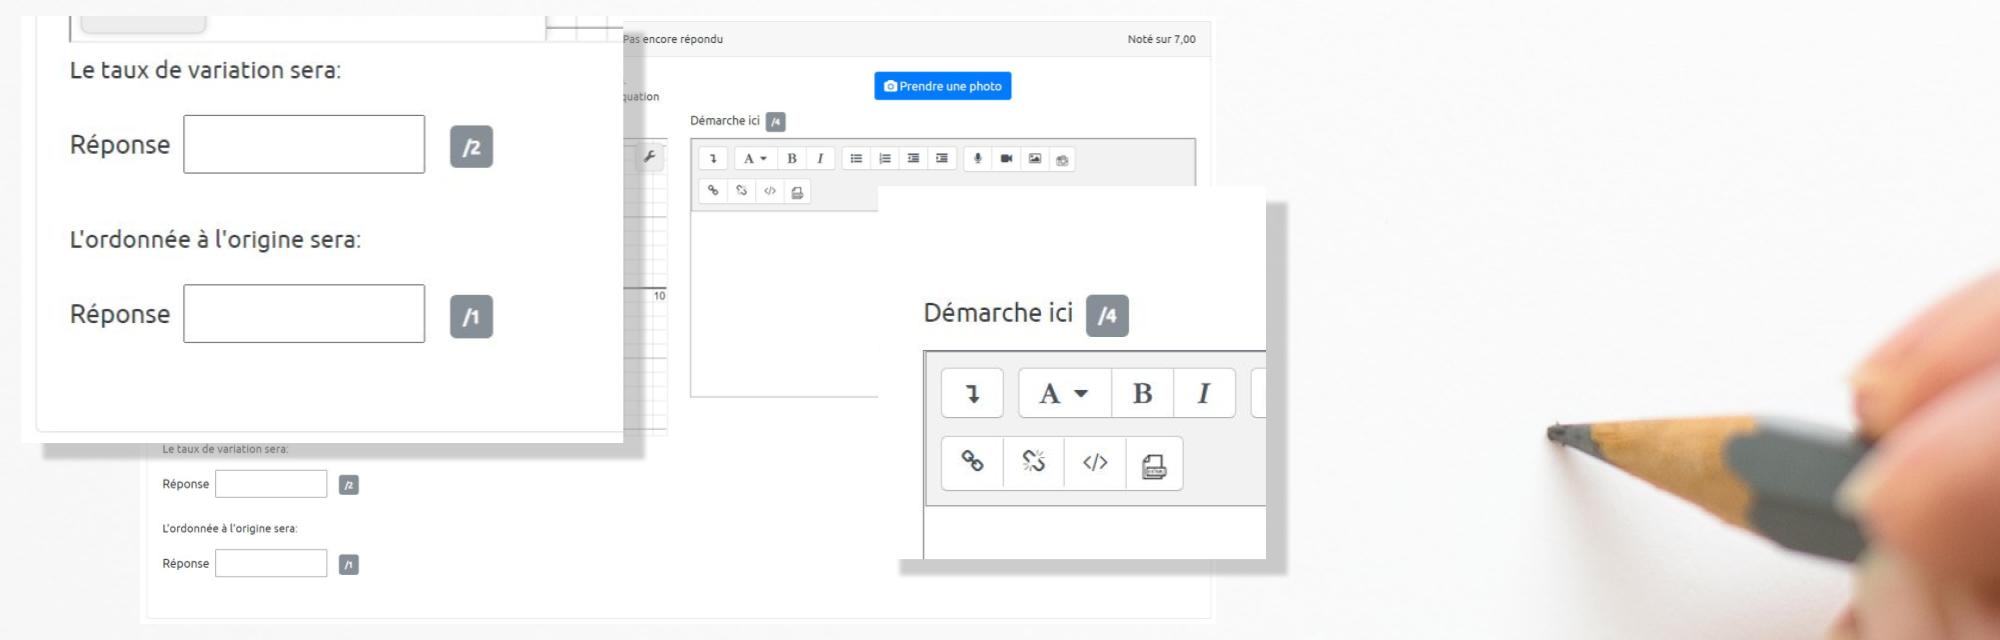 Le taux de variation sera:
Réponse /2
L'ordonnée à l'origine sera:
Réponse /1
Pas encore répondu
Noté sur 7,00
Prendre une photo
Démarche ici /4
A B I
</>
10
Démarche ici /4
A B I
</>
Le taux de variation sera:
Réponse /2
L'ordonnée à l'origine sera:
Réponse /1